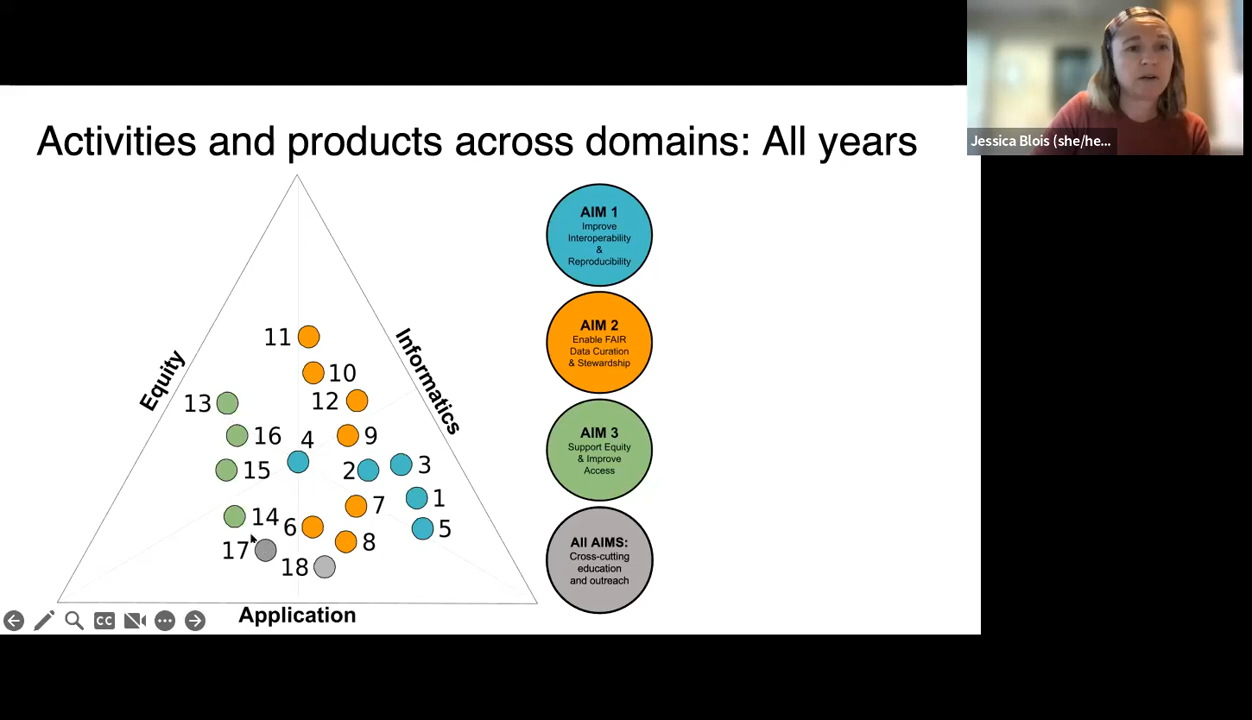 Jessica Blois (she/he...
Activities and products across domains: All years
AIM 1
Improve
Interoperability
&
Reproducibility
AIM 2
Enable FAIR
Data Curation
& Stewardship
AIM 3
Support Equity
& Improve
Access
All AIMS:
Cross-cutting
education
and outreach
Equity
Informatics
Application
11
10
12
13
16
4
9
15
2
3
1
7
14
6
5
8
17
18
CC